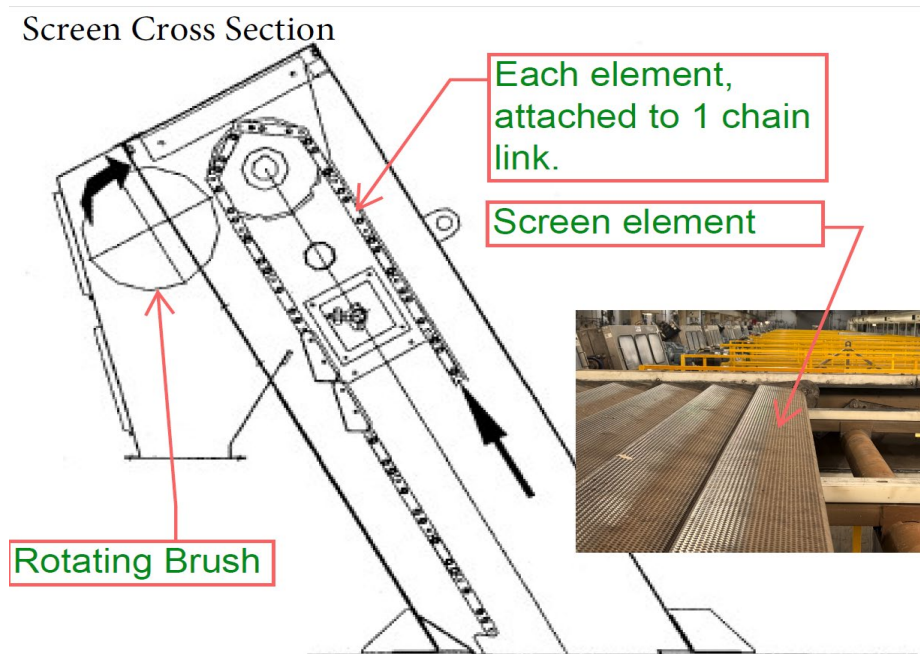 Screen Cross Section
Each element,
attached to 1 chain
link.
Screen element
Rotating Brush